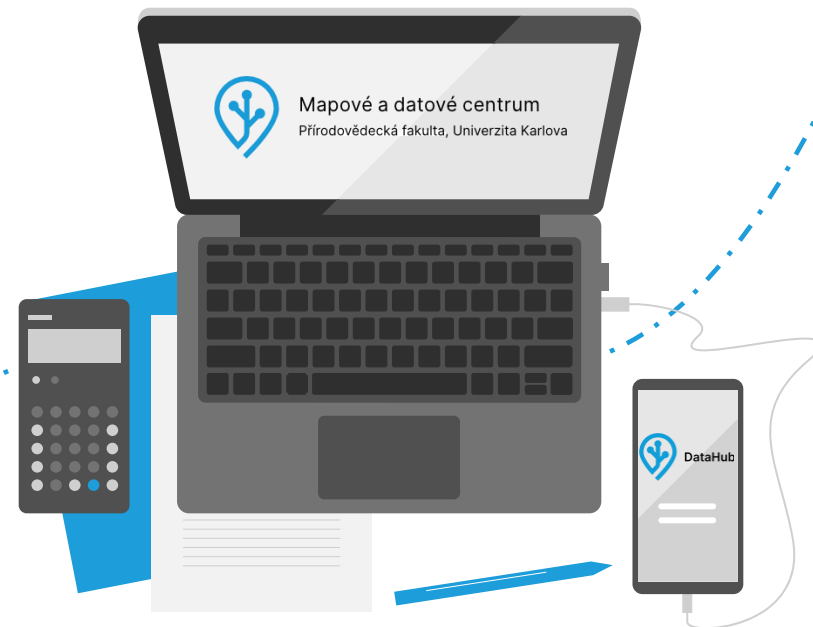 Mapové a datové centrum
Přírodovědecká fakulta, Univerzita Karlova
DataHub